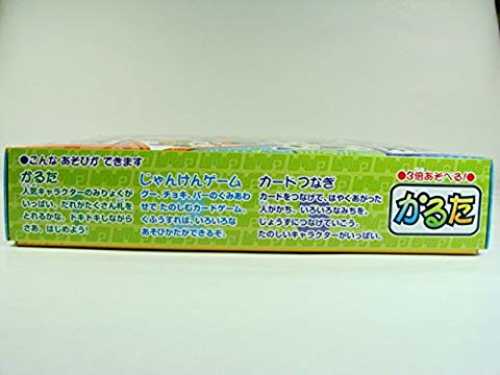 ●こんな あそびが できます
かるた
人気キャラクターのみりょくが
いっぱい。だれがたくさん札を
とれるかな。ドキドキしながら
さあ、はじめよう!
じゃんけんゲーム
グー、チョキ、パーのくみあわ
せで たのしむカードゲーム。
くふうすれば、いろいろな
あそびかたができるぞ。
カードつなぎ
カードをつなげて、はやくあがった
人がかち。いろいろなみちを、
じょうずにつなげていこう。
たのしいキャラクターがいっぱい。
●3倍あそべる!●
かるた